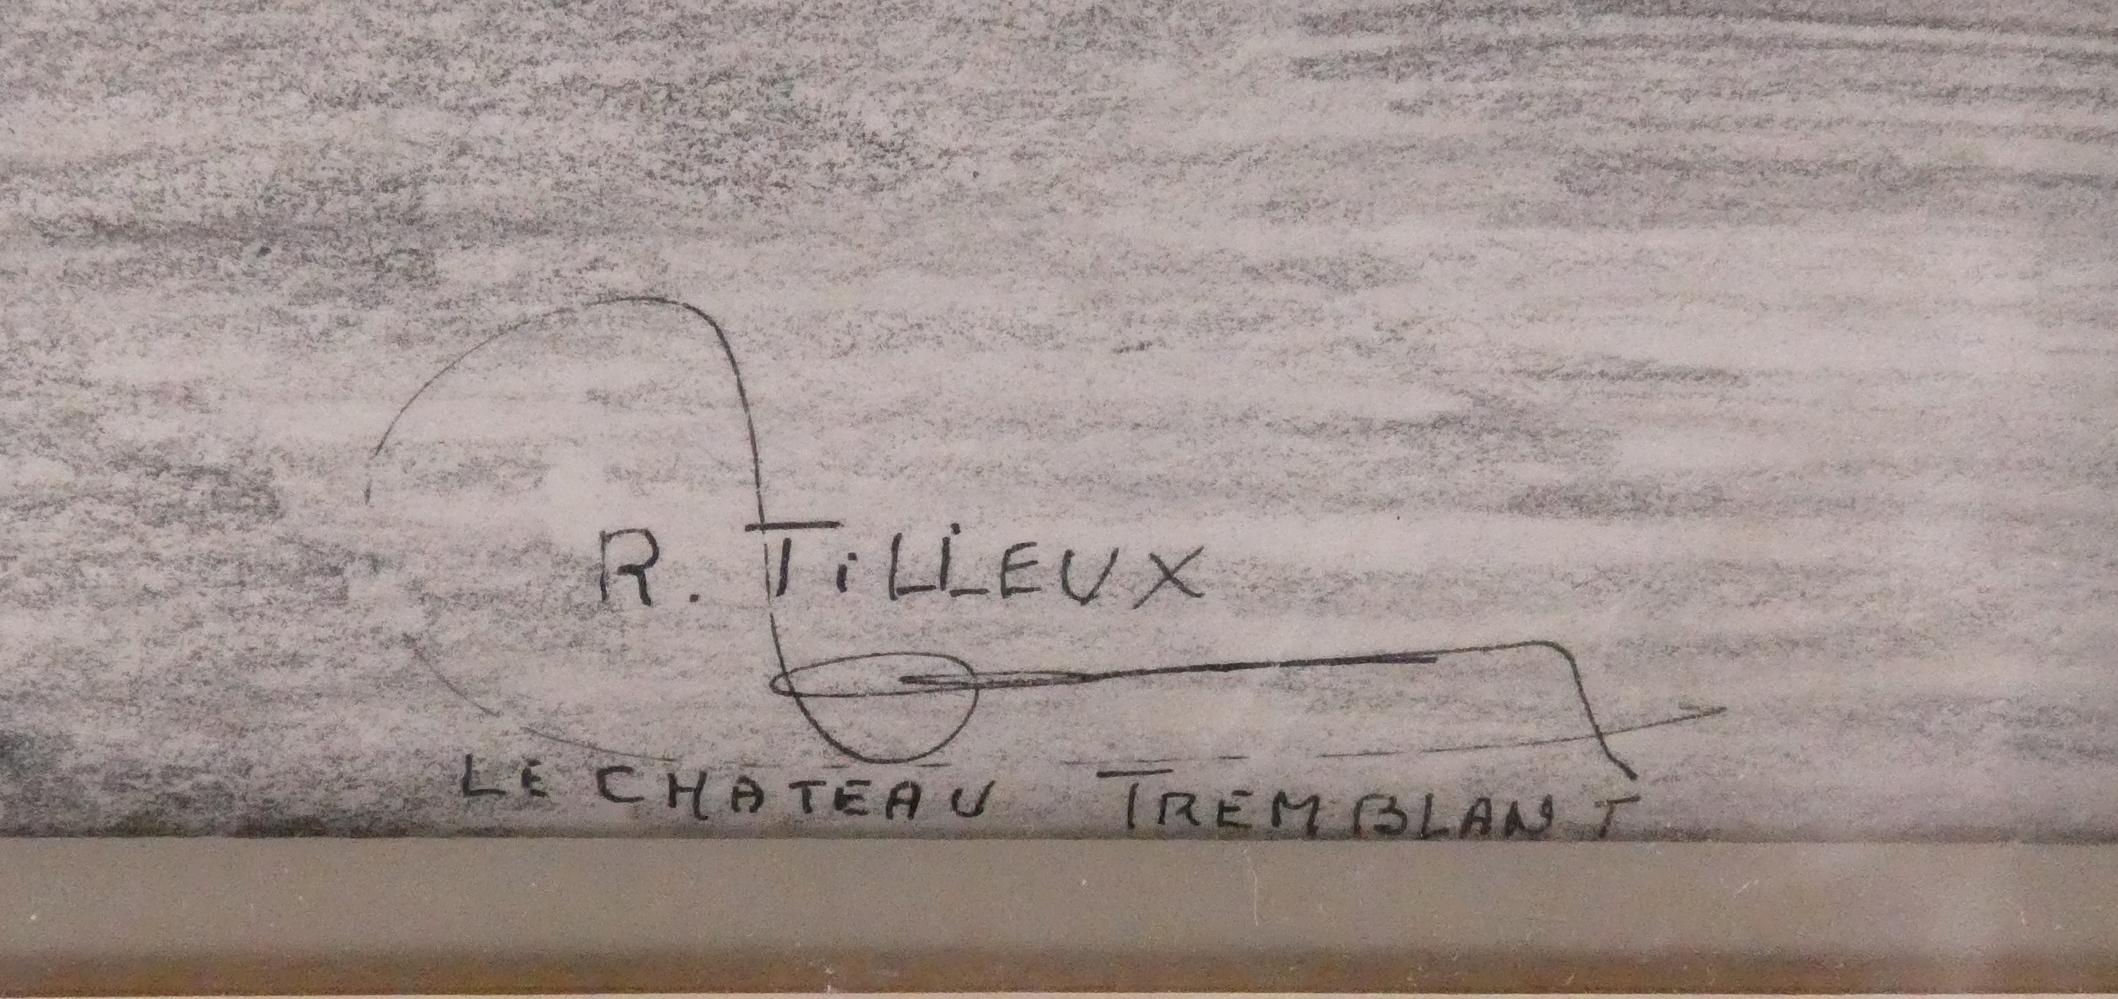 R. TiLLEUX
LE CHATEAU TREMBLANT